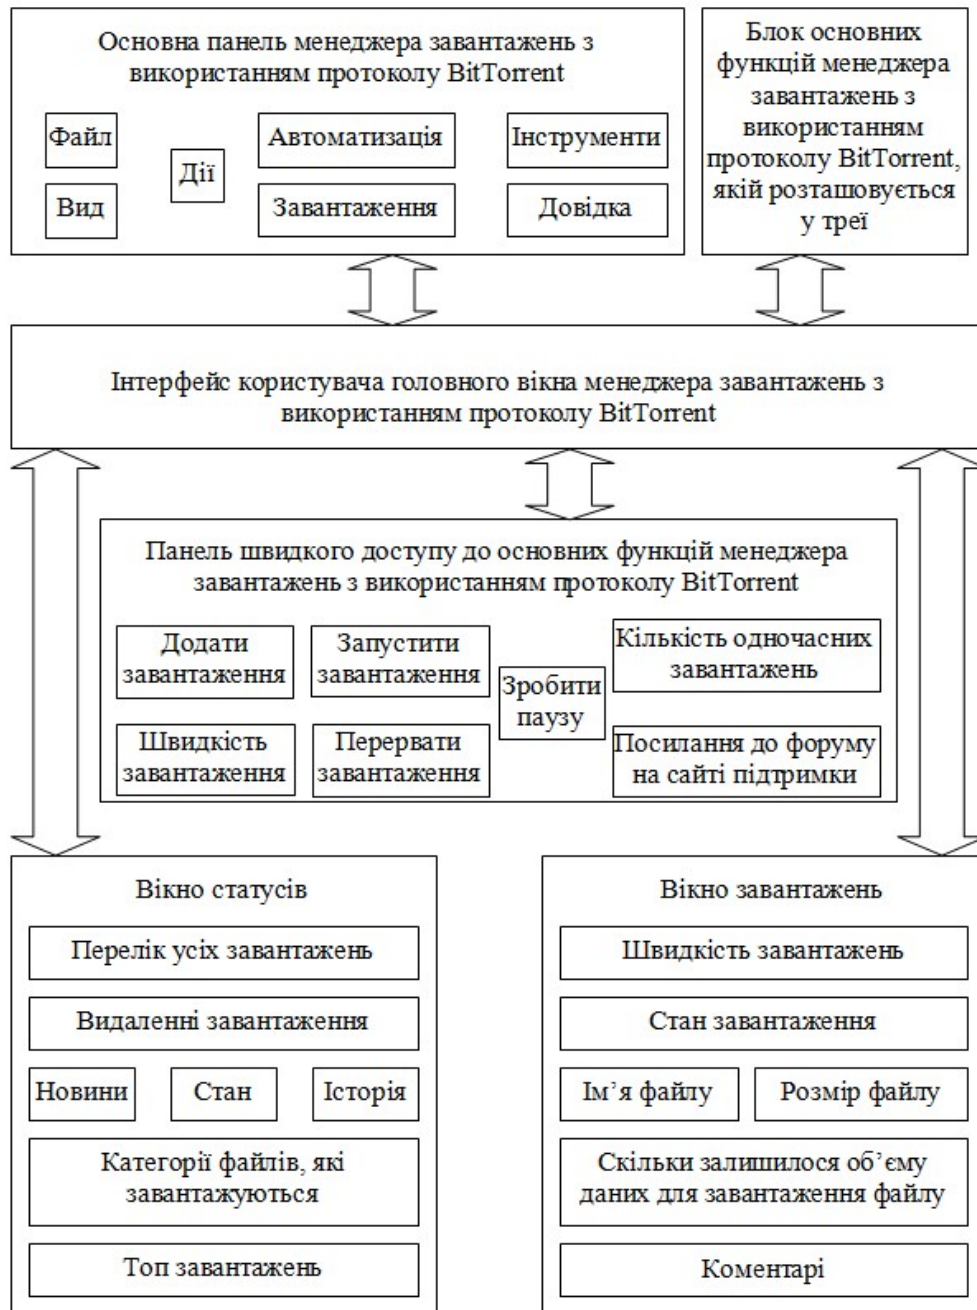 Основна панель менеджера завантажень з
використанням протоколу BitTorrent
Файл
Вид
Дії
Автоматизація
Завантаження
Інструменти
Довідка
Блок основних
функцій менеджера
завантажень з
використанням
протоколу BitTorrent,
якій розташовується
у треї
Інтерфейс користувача головного вікна менеджера завантажень з
використанням протоколу BitTorrent
Панель швидкого доступу до основних функцій менеджера
завантажень з використанням протоколу BitTorrent
Додати
завантаження
Запустити
завантаження
Зробити
паузу
Кількість одночасних
завантажень
Швидкість
завантаження
Перервати
завантаження
Посилання до форуму
на сайті підтримки
Вікно статусів
Перелік усіх завантажень
Видаленні завантаження
Новини
Стан
Історія
Категорії файлів, які
завантажуються
Топ завантажень
Вікно завантажень
Швидкість завантажень
Стан завантаження
Ім’я файлу
Розмір файлу
Скільки залишилося об’єму
даних для завантаження файлу
Коментарі